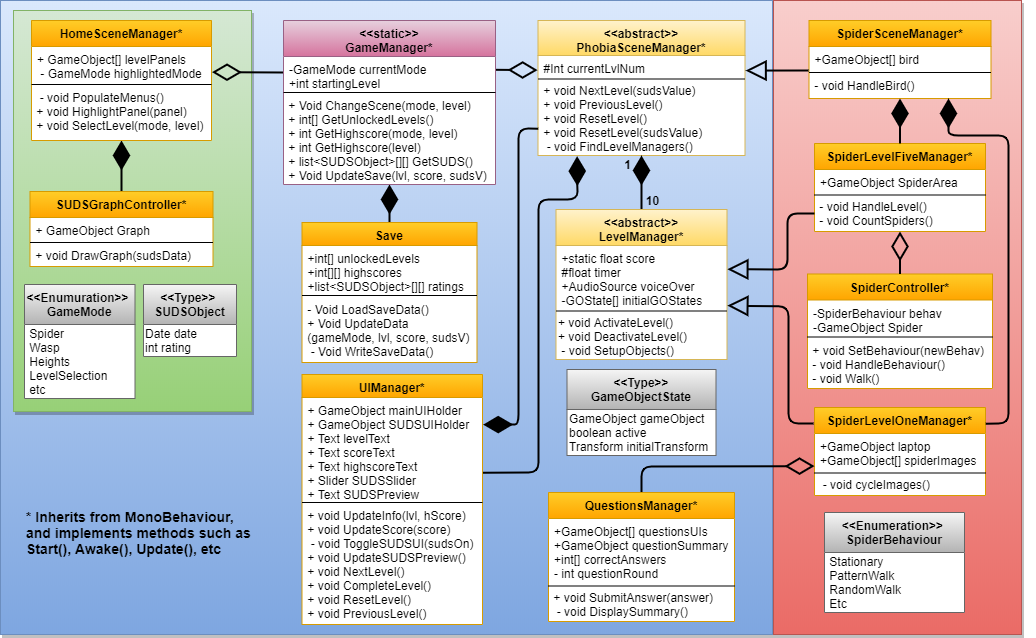 HomeSceneManager*
+ GameObject[] levelPanels
- GameMode highlightedMode
- void PopulateMenus()
+ void HighlightPanel(panel)
+ void SelectLevel(mode, level)
SUDSGraphController*
+ GameObject Graph
+ void DrawGraph(sudsData)
<<Enumuration>>
GameMode
Spider
Wasp
Heights
LevelSelection
etc
<<Type>>
SUDSObject
Date date
int rating
* Inherits from MonoBehaviour,
and implements methods such as
Start(), Awake(), Update(), etc
<<static>>
GameManager*
-GameMode currentMode
+int startingLevel
+ Void ChangeScene(mode, level)
+ int[] GetUnlockedLevels()
+ int GetHighscore(mode, level)
+ int GetHighscore(level)
+ list<SUDSObject>[][] GetSUDS()
+ Void UpdateSave(lvl, score, sudsV)
Save
+int[] unlockedLevels
+int[][] highscores
+list<SUDSObject>[][] ratings
- Void LoadSaveData()
+ Void UpdateData
(gameMode, lvl, score, sudsV)
- Void WriteSaveData()
UIManager*
+ GameObject mainUIHolder
+ GameObject SUDSUIHolder
+ Text levelText
+ Text scoreText
+ Text highscoreText
+ Slider SUDSSlider
+ Text SUDSPreview
+ void UpdateInfo(lvl, hScore)
+ void UpdateScore(score)
- void ToggleSUDSUI(sudsOn)
+ void UpdateSUDSPreview()
+ void NextLevel()
+ void CompleteLevel()
+ void ResetLevel()
+ void PreviousLevel()
<<abstract>>
PhobiaSceneManager*
#Int currentLvlNum
+ void NextLevel(sudsValue)
+ void PreviousLevel()
+ void ResetLevel()
+ void ResetLevel(sudsValue)
- void FindLevelManagers()
1
10
<<abstract>>
LevelManager*
+static float score
#float timer
+AudioSource voiceOver
-GOState[] initialGOStates
+ void ActivateLevel()
+ void DeactivateLevel()
- void SetupObjects()
<<Type>>
GameObjectState
GameObject gameObject
boolean active
Transform initialTransform
QuestionsManager*
+GameObject[] questionsUIs
+GameObject questionSummary
+int[] correctAnswers
- int questionRound
+ void SubmitAnswer(answer)
- void DisplaySummary()
SpiderSceneManager*
+GameObject[] bird
- void HandleBird()
SpiderLevelFiveManager*
+GameObject SpiderArea
- void HandleLevel()
- void CountSpiders()
SpiderController*
-SpiderBehaviour behav
-GameObject Spider
+ void SetBehaviour(newBehav)
- void HandleBehaviour()
- void Walk()
SpiderLevelOneManager*
+GameObject laptop
+GameObject[] spiderImages
- void cycleImages()
<<Enumeration>>
SpiderBehaviour
Stationary
PatternWalk
RandomWalk
Etc